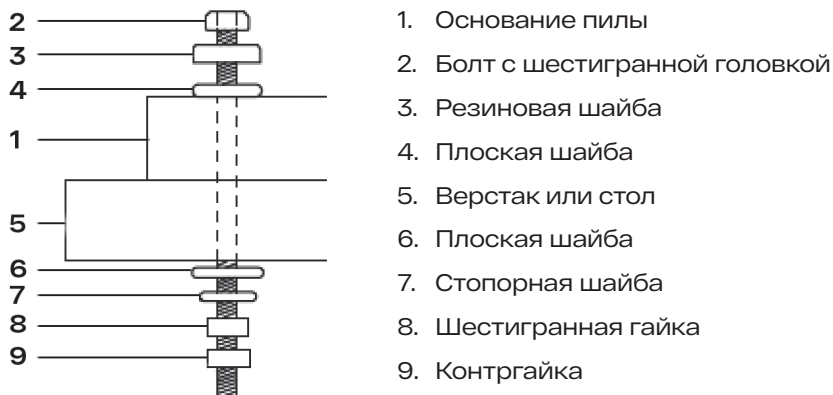 2
3
4
1
5
6
7
8
9
1. Основание пилы
2. Болт с шестигранной головкой
3. Резиновая шайба
4. Плоская шайба
5. Верстак или стол
6. Плоская шайба
7. Стопорная шайба
8. Шестигранная гайка
9. Контргайка